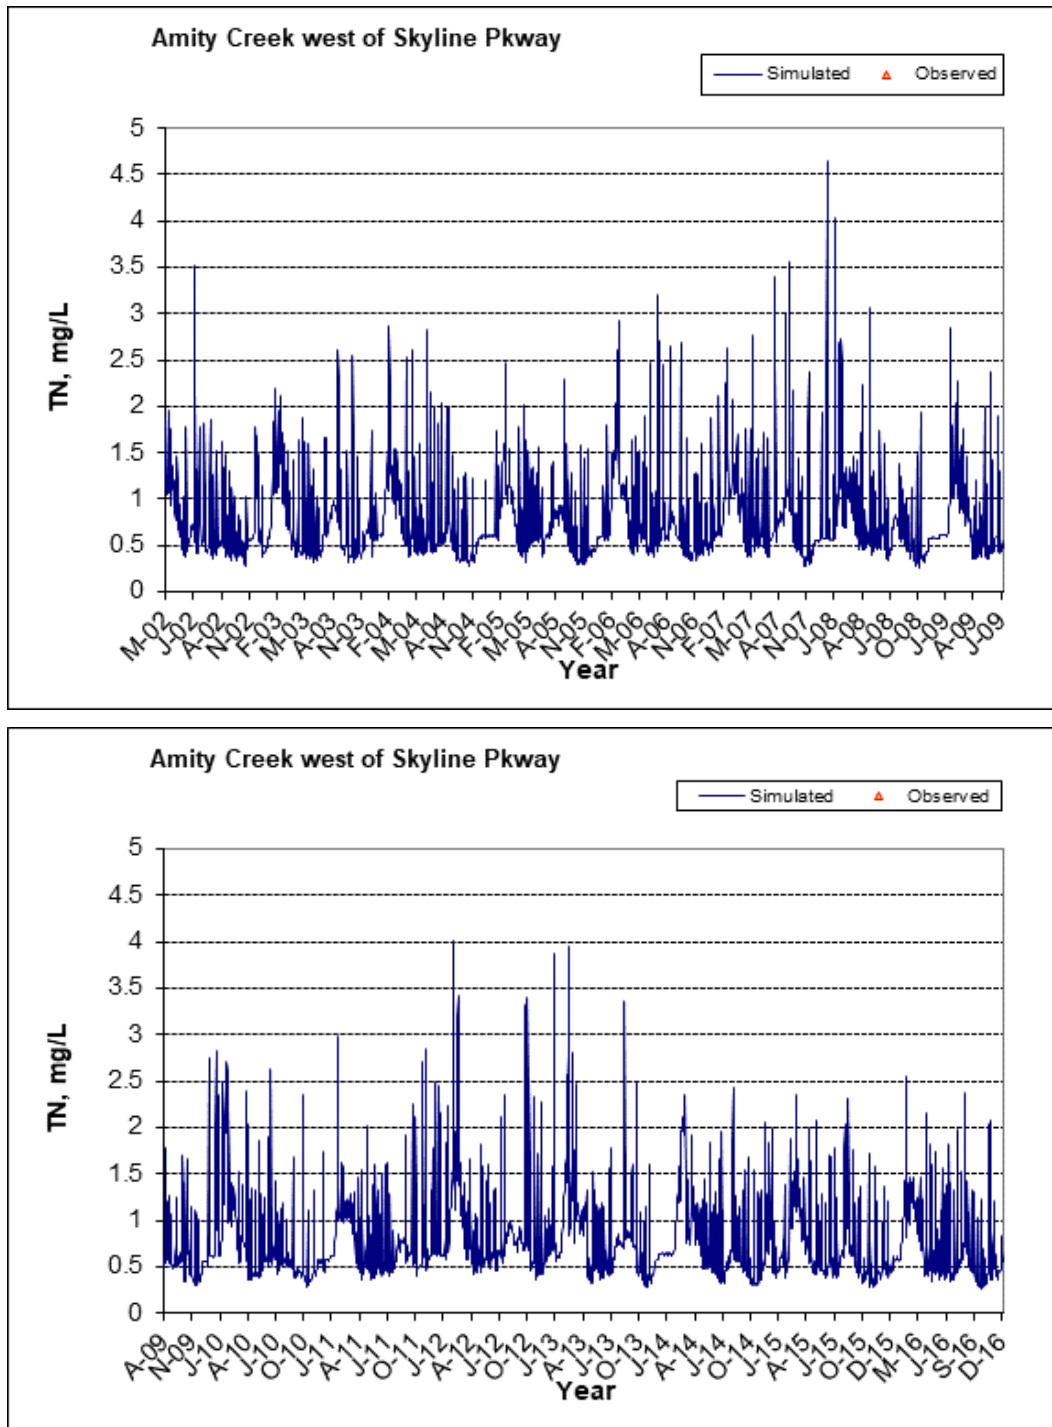 Amity Creek west of Skyline Pkway
Simulated Observed
5
4.5
4
3.5
3
2.5
2
1.5
1
0.5
0
TN, mg/L
M-02 J-02 A-02 N-02 F-03 M-03 A-03 N-03 F-04 M-04 A-04 N-04 F-05 M-05 A-05 N-05 F-06 M-06 A-06 N-06 F-07 M-07 A-07 N-07 J-08 A-08 J-08 O-08 J-09 A-09 J-09
Year
Amity Creek west of Skyline Pkway
Simulated Observed
5
4.5
4
3.5
3
2.5
2
1.5
1
0.5
0
TN, mg/L
A-09 N-09 J-10 A-10 J-10 O-10 J-11 A-11 J-11 O-11 J-12 A-12 J-12 O-12 J-13 A-13 J-13 O-13 J-14 A-14 J-14 O-14 J-15 A-15 J-15 O-15 D-15 M-16 J-16 S-16 D-16
Year